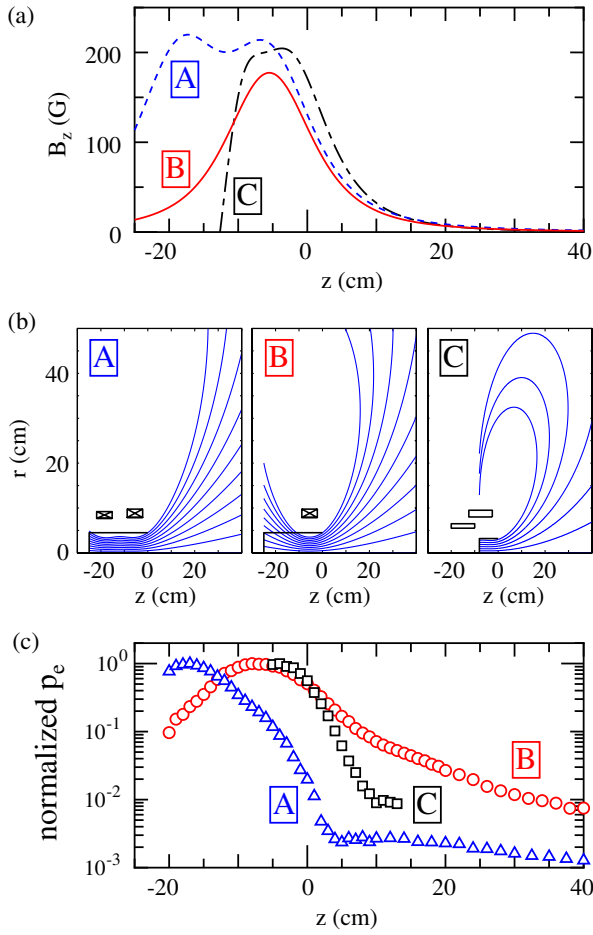 (a)
200
100
0
B_z (G)
A
B
C
-20 0 20 40
z (cm)
(b)
A B C
40
20
0
r (cm)
-20 0 20 -20 0 20 -20 0 20
z (cm) z (cm) z (cm)
(c)
10^0
10^-1
10^-2
10^-3
normalized p_e
B
A
C
-20 0 20 40
z (cm)